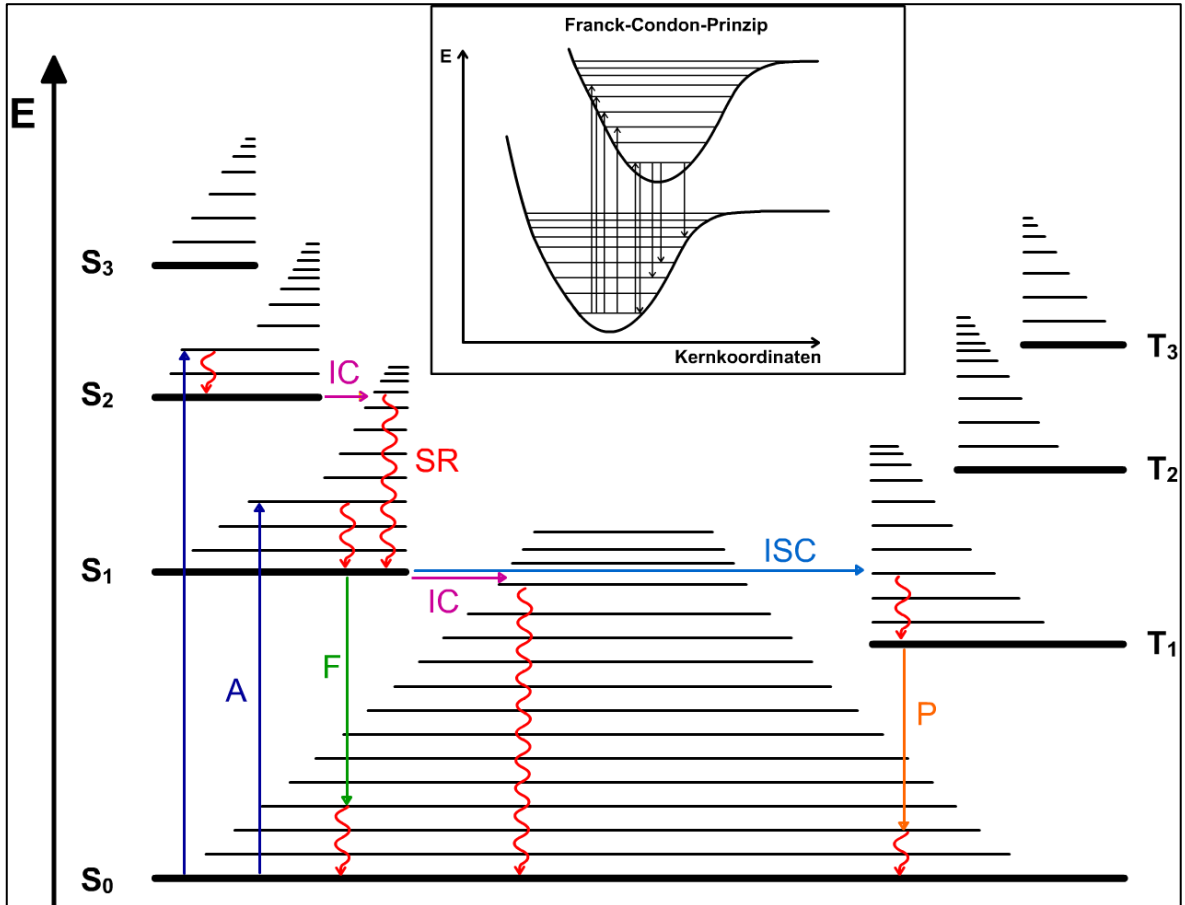 Franck-Condon-Prinzip
E
Kernkoordinaten
E
S₃
S₂
S₁
S₀
IC
SR
ISC
IC
F
A
P
T₃
T₂
T₁